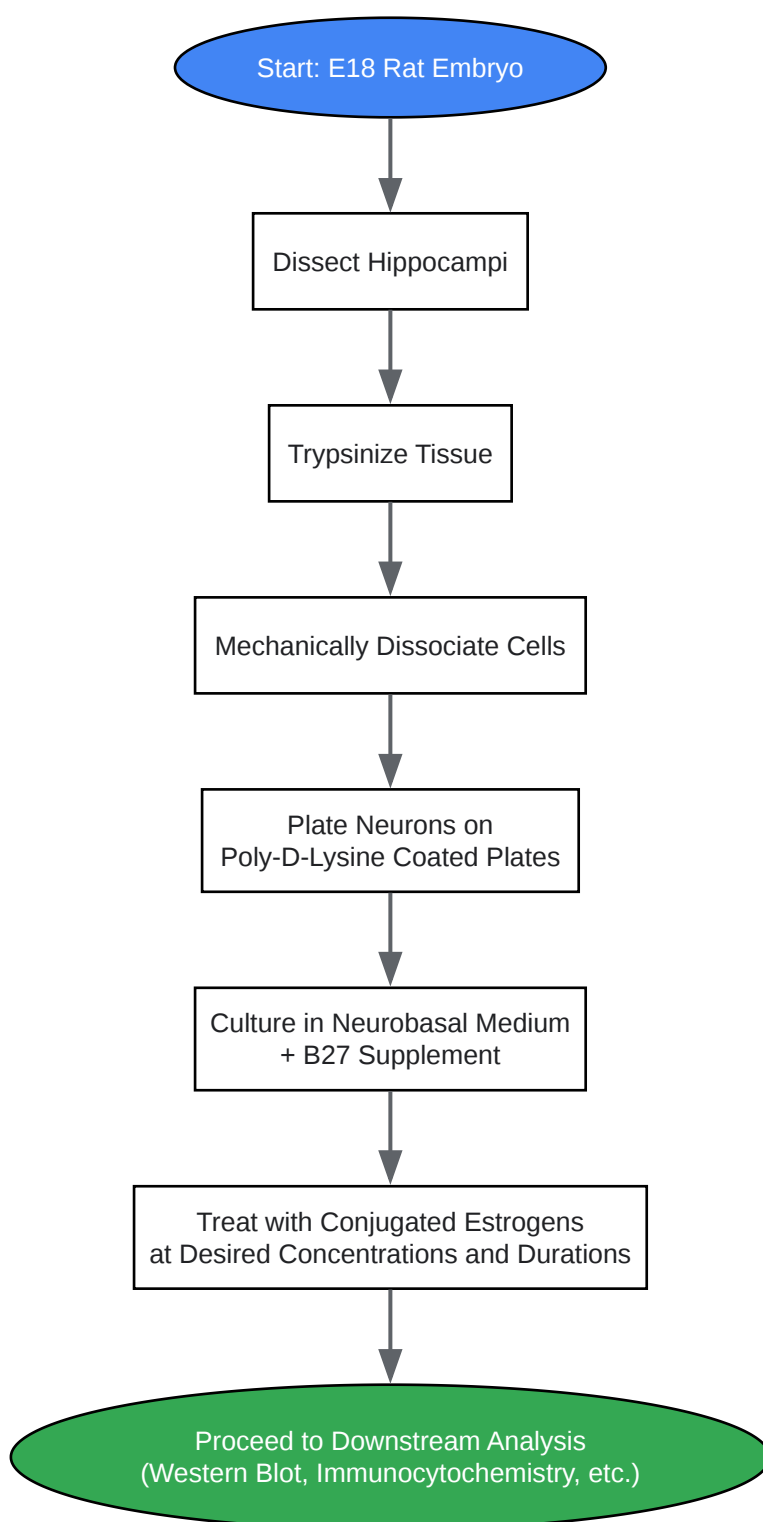 Start: E18 Rat Embryo
Dissect Hippocampi
Trypsinize Tissue
Mechanically Dissociate Cells
Plate Neurons on
Poly-D-Lysine Coated Plates
Culture in Neurobasal Medium
+ B27 Supplement
Treat with Conjugated Estrogens
at Desired Concentrations and Durations
Proceed to Downstream Analysis
(Western Blot, Immunocytochemistry, etc.)